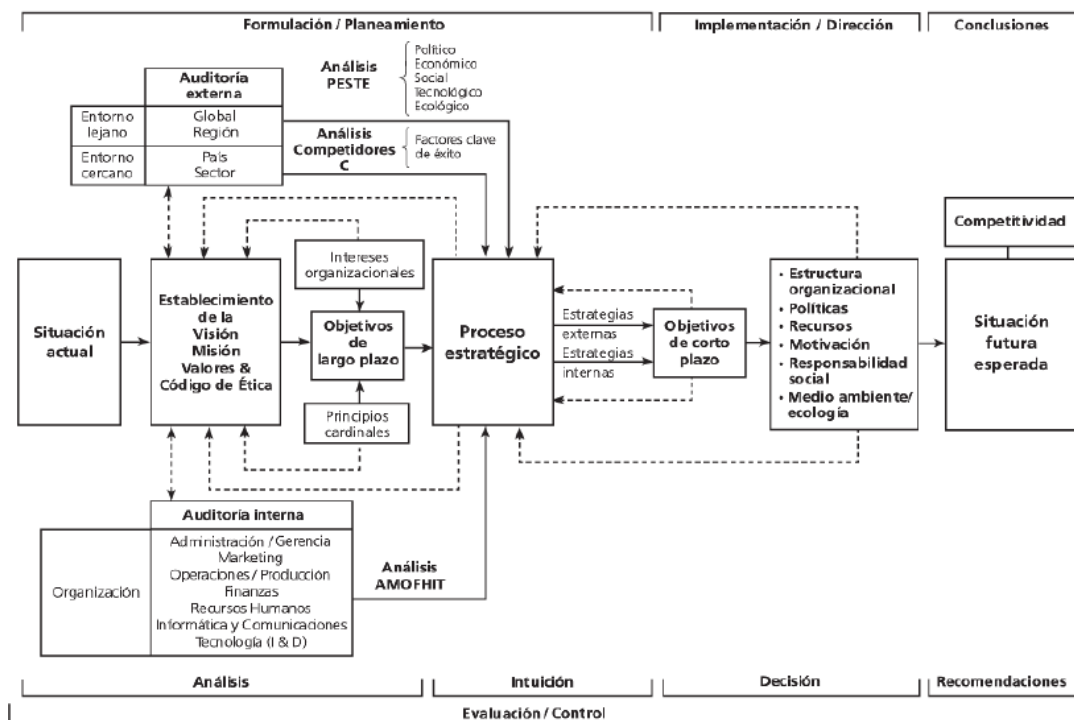 Formulación / Planeamiento
Implementación / Dirección
Conclusiones
Auditoría
externa
Entorno
lejano
Global
Región
Entorno
cercano
País
Sector
Análisis
PESTE
Político
Económico
Social
Tecnológico
Ecológico
Análisis
Competidores
C
Factores clave
de éxito
Situación
actual
Establecimiento
de la
Visión
Misión
Valores &
Código de Ética
Intereses
organizacionales
Objetivos
de
largo plazo
Principios
cardinales
Proceso
estratégico
Estrategias
externas
Estrategias
internas
Objetivos
de corto
plazo
• Estructura
organizacional
• Políticas
• Recursos
• Motivación
• Responsabilidad
social
• Medio ambiente/
ecología
Competitividad
Situación
futura
esperada
Auditoría interna
Organización
Administración / Gerencia
Marketing
Operaciones / Producción
Finanzas
Recursos Humanos
Informática y Comunicaciones
Tecnología (I & D)
Análisis
AMOFHIT
Análisis
Intuición
Decisión
Recomendaciones
Evaluación / Control